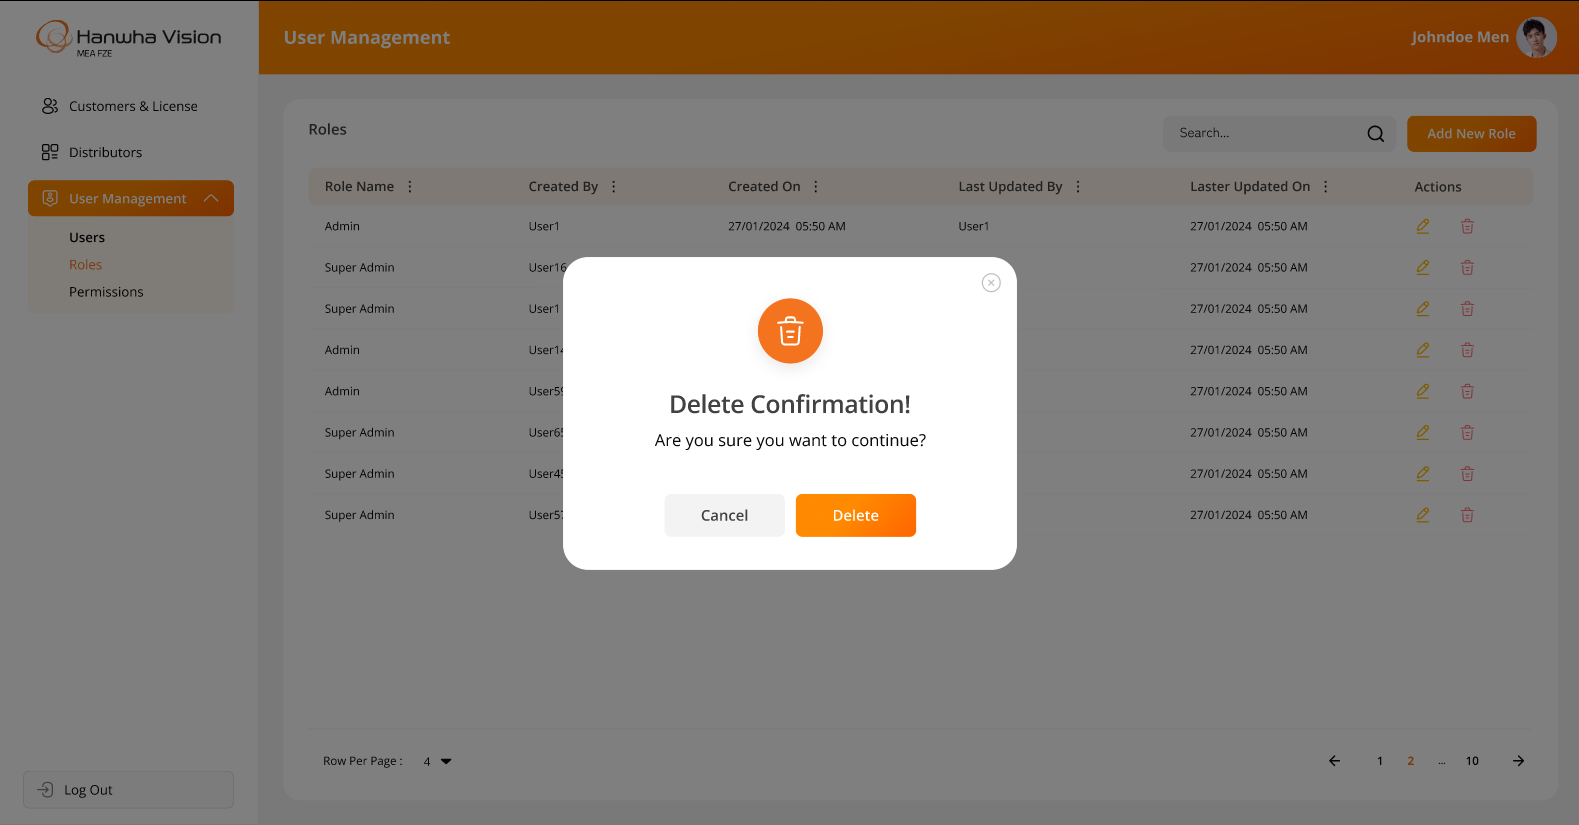 Hanwha Vision
MEA FZE
User Management
Johndoe Men
Customers & License
Distributors
User Management
Users
Roles
Permissions
Log Out
Roles
Search...
Add New Role
Role Name Created By Created On Last Updated By Laster Updated On Actions
Admin User1 27/01/2024 05:50 AM User1 27/01/2024 05:50 AM
Super Admin User16 27/01/2024 05:50 AM
Super Admin User1 27/01/2024 05:50 AM
Admin User14 27/01/2024 05:50 AM
Admin User59 27/01/2024 05:50 AM
Super Admin User65 27/01/2024 05:50 AM
Super Admin User45 27/01/2024 05:50 AM
Super Admin User57 27/01/2024 05:50 AM
Delete Confirmation!
Are you sure you want to continue?
Cancel Delete
Row Per Page : 4
1 2 ... 10